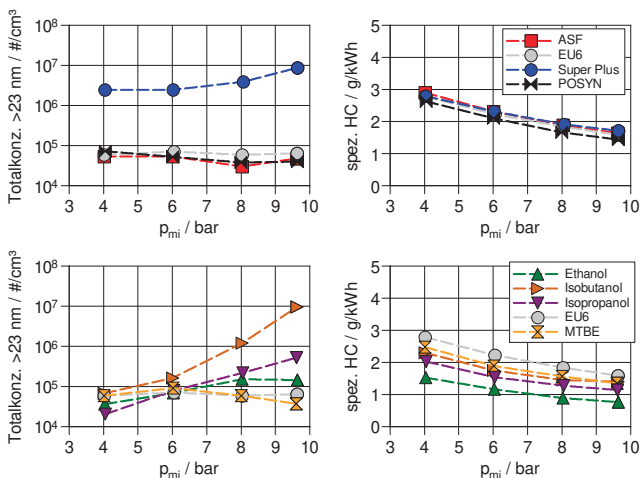 Totalkonz. >23 nm / #/cm³
10⁸
10⁷
10⁶
10⁵
10⁴
3 4 5 6 7 8 9 10
pmi / bar
spez. HC / g/kWh
5
4
3
2
1
0
3 4 5 6 7 8 9 10
pmi / bar
ASF
EU6
Super Plus
POSYN
Totalkonz. >23 nm / #/cm³
10⁸
10⁷
10⁶
10⁵
10⁴
3 4 5 6 7 8 9 10
pmi / bar
spez. HC / g/kWh
5
4
3
2
1
0
3 4 5 6 7 8 9 10
pmi / bar
Ethanol
Isobutanol
Isopropanol
EU6
MTBE